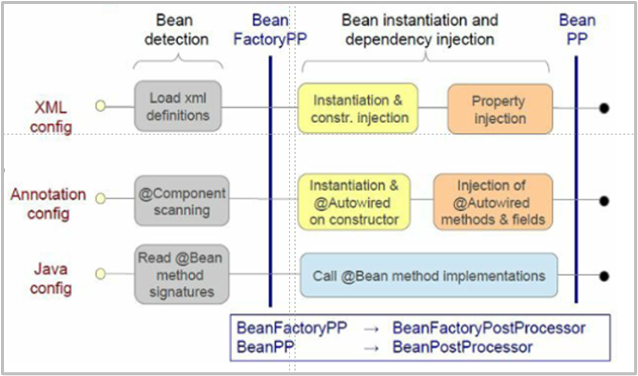 Bean
detection
Bean
FactoryPP
Bean instantiation and
dependency injection
Bean
PP
XML
config
Load xml
definitions
Instantiation &
constr. injection
Property
injection
Annotation
config
@Component
scanning
Instantiation &
@Autowired
on constructor
Injection of
@Autowired
methods & fields
Java
config
Read @Bean
method
signatures
Call @Bean method implementations
BeanFactoryPP → BeanFactoryPostProcessor
BeanPP → BeanPostProcessor